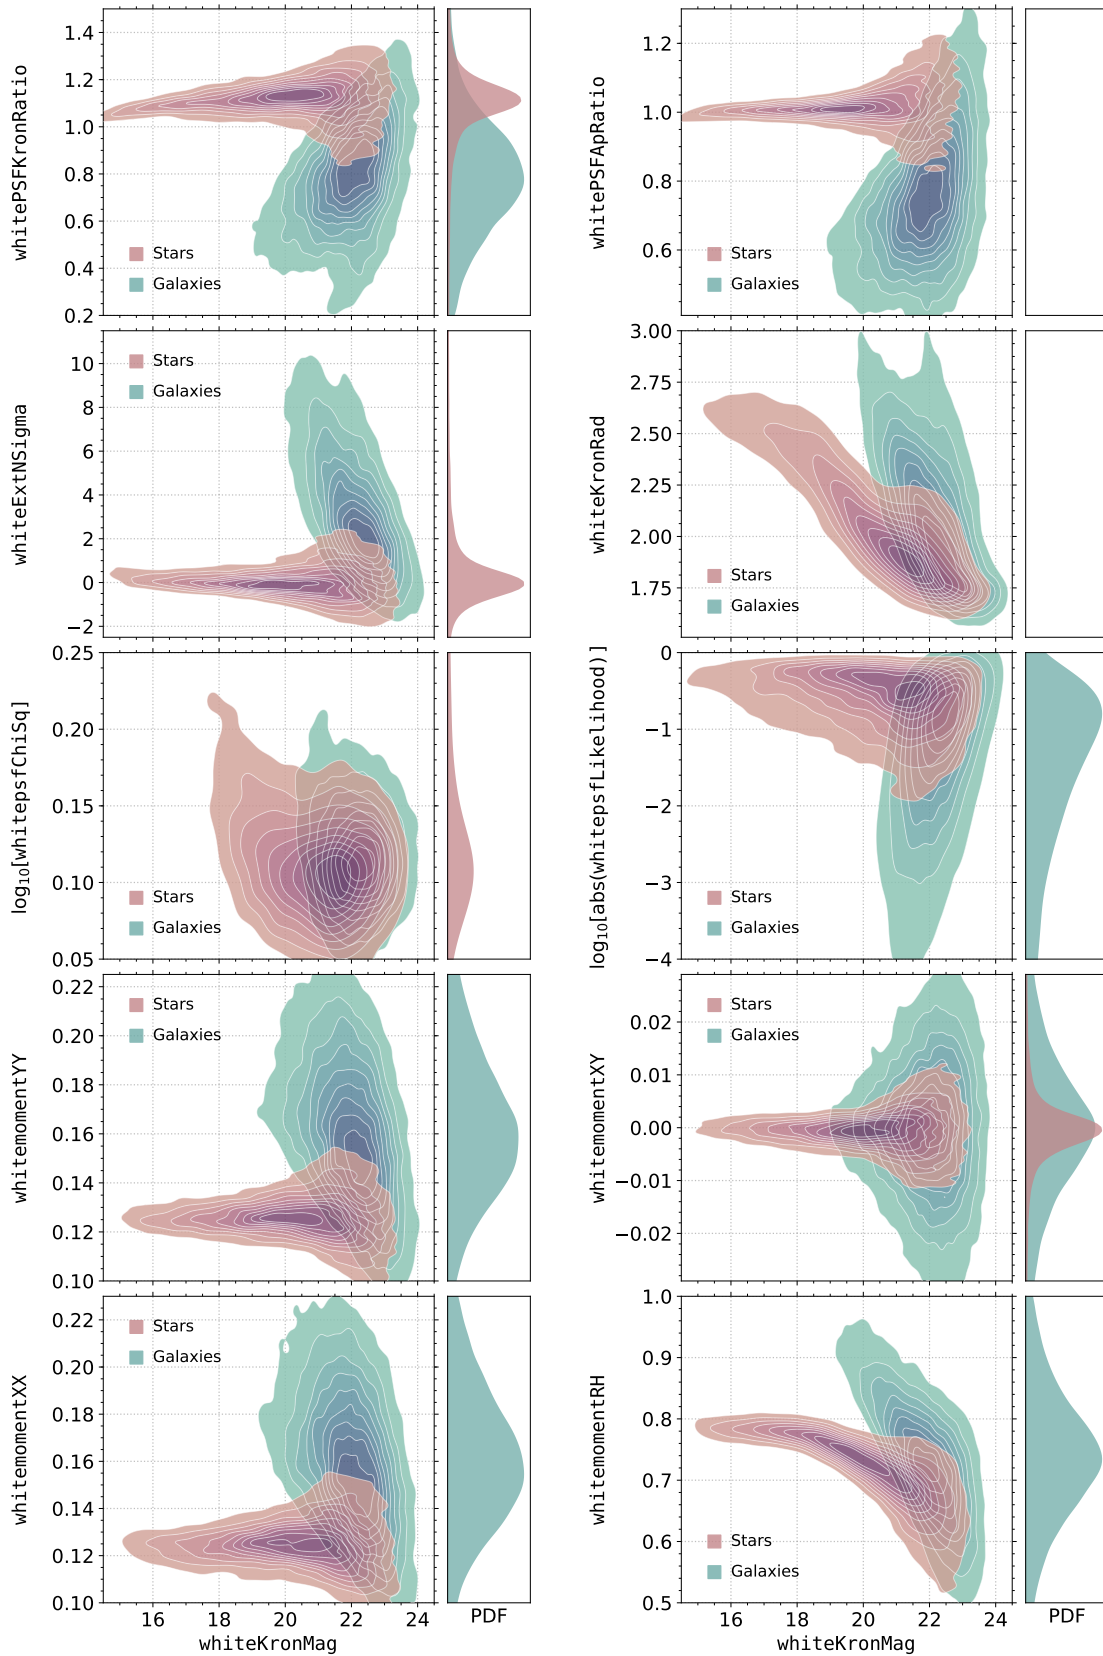 whitePSFKronRatio
1.4
1.2
1.0
0.8
0.6
0.4
0.2
Stars
Galaxies
whitePSFApRatio
1.2
1.0
0.8
0.6
Stars
Galaxies
whiteExtNSigma
10
8
6
4
2
0
−2
Stars
Galaxies
whiteKronRad
3.00
2.75
2.50
2.25
2.00
1.75
Stars
Galaxies
log₁₀[whitepsfChiSq]
0.25
0.20
0.15
0.10
0.05
Stars
Galaxies
log₁₀[abs(whitepsfLikelihood)]
0
−1
−2
−3
−4
Stars
Galaxies
whitemomentYY
0.22
0.20
0.18
0.16
0.14
0.12
0.10
Stars
Galaxies
whitemomentXY
0.02
0.01
0.00
−0.01
−0.02
Stars
Galaxies
whitemomentXX
0.22
0.20
0.18
0.16
0.14
0.12
0.10
Stars
Galaxies
16 18 20 22 24
whiteKronMag
PDF
whitemomentRH
1.0
0.9
0.8
0.7
0.6
0.5
Stars
Galaxies
16 18 20 22 24
whiteKronMag
PDF